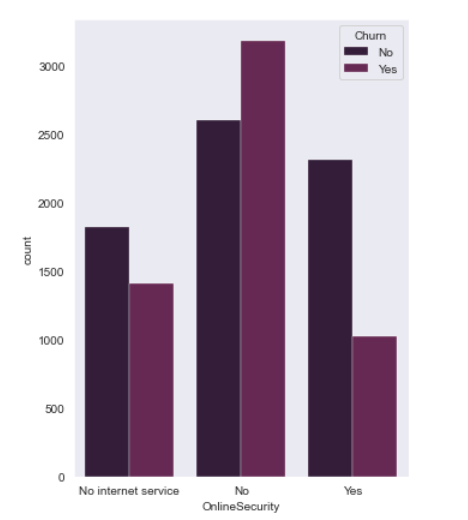 Churn
No
Yes
3000
2500
2000
1500
1000
500
0
count
No internet service
No
Yes
OnlineSecurity